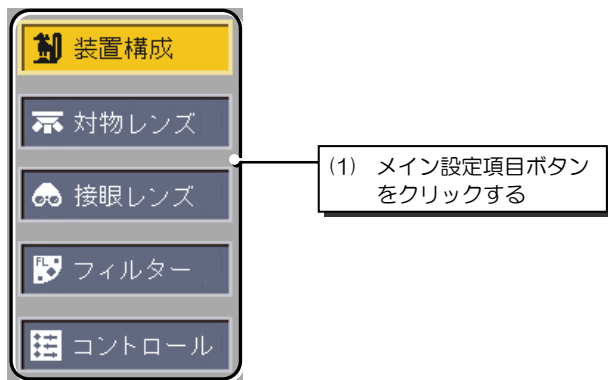 装置構成
対物レンズ
接眼レンズ
FL
フィルター
コントロール
(1) メイン設定項目ボタン
をクリックする